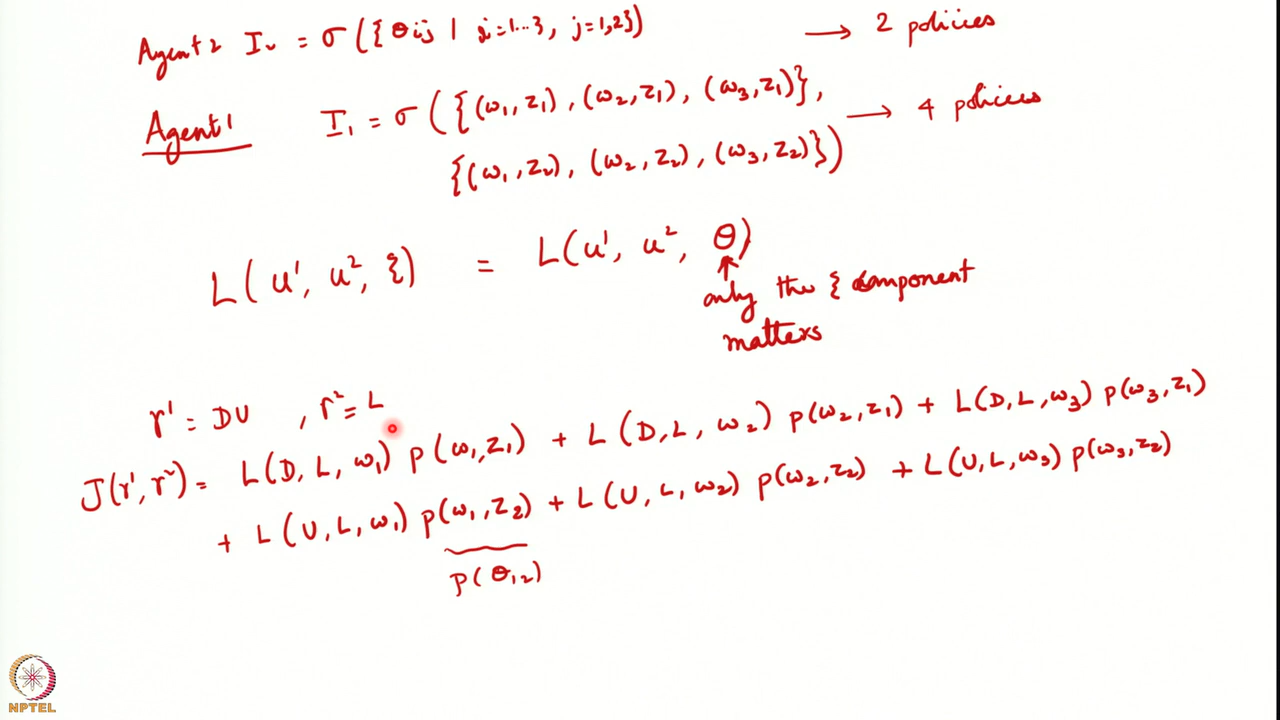 Agent 2 I₂ = σ({θij | i=1...3, j=1,2}) → 2 policies
Agent 1 I₁ = σ({(ω₁,z₁), (ω₂,z₁), (ω₃,z₁)}, → 4 policies
{(ω₁,z₂), (ω₂,z₂), (ω₃,z₂)})
L(u¹, u², ξ) = L(u¹, u², θ)
↑
only the ξ component
matters
γ¹ = DU , γ² = L
J(γ¹, γ²) = L(D, L, ω₁) p(ω₁,z₁) + L(D, L, ω₂) p(ω₂,z₁) + L(D, L, ω₃) p(ω₃,z₁)
+ L(U, L, ω₁) p(ω₁,z₂) + L(U, L, ω₂) p(ω₂,z₂) + L(U, L, ω₃) p(ω₃,z₂)
p(θ₁₂)
NPTEL